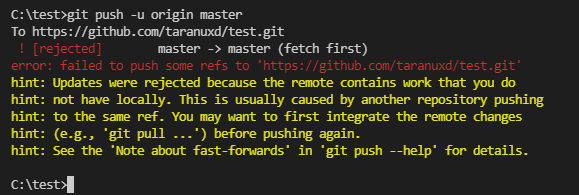 C:\test>git push -u origin master
To https://github.com/taranuxd/test.git
 ! [rejected]        master -> master (fetch first)
error: failed to push some refs to 'https://github.com/taranuxd/test.git'
hint: Updates were rejected because the remote contains work that you do
hint: not have locally. This is usually caused by another repository pushing
hint: to the same ref. You may want to first integrate the remote changes
hint: (e.g., 'git pull ...') before pushing again.
hint: See the 'Note about fast-forwards' in 'git push --help' for details.
C:\test>